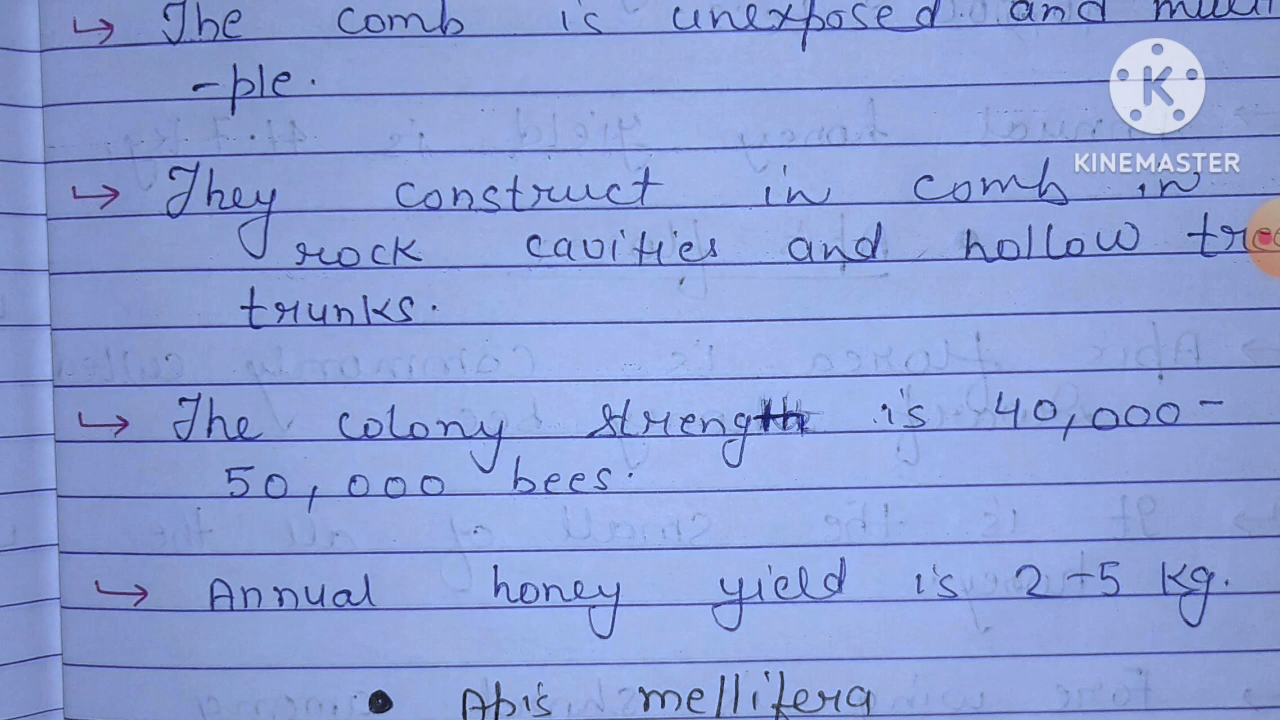 ↳ The comb is unexposed and multi
-ple.
KINEMASTER
↳ They construct in comb in
rock cavities and hollow tree
trunks.
↳ The colony strength is 40,000-
50,000 bees.
↳ Annual honey yield is 2-5 Kg.
• Apis mellifera